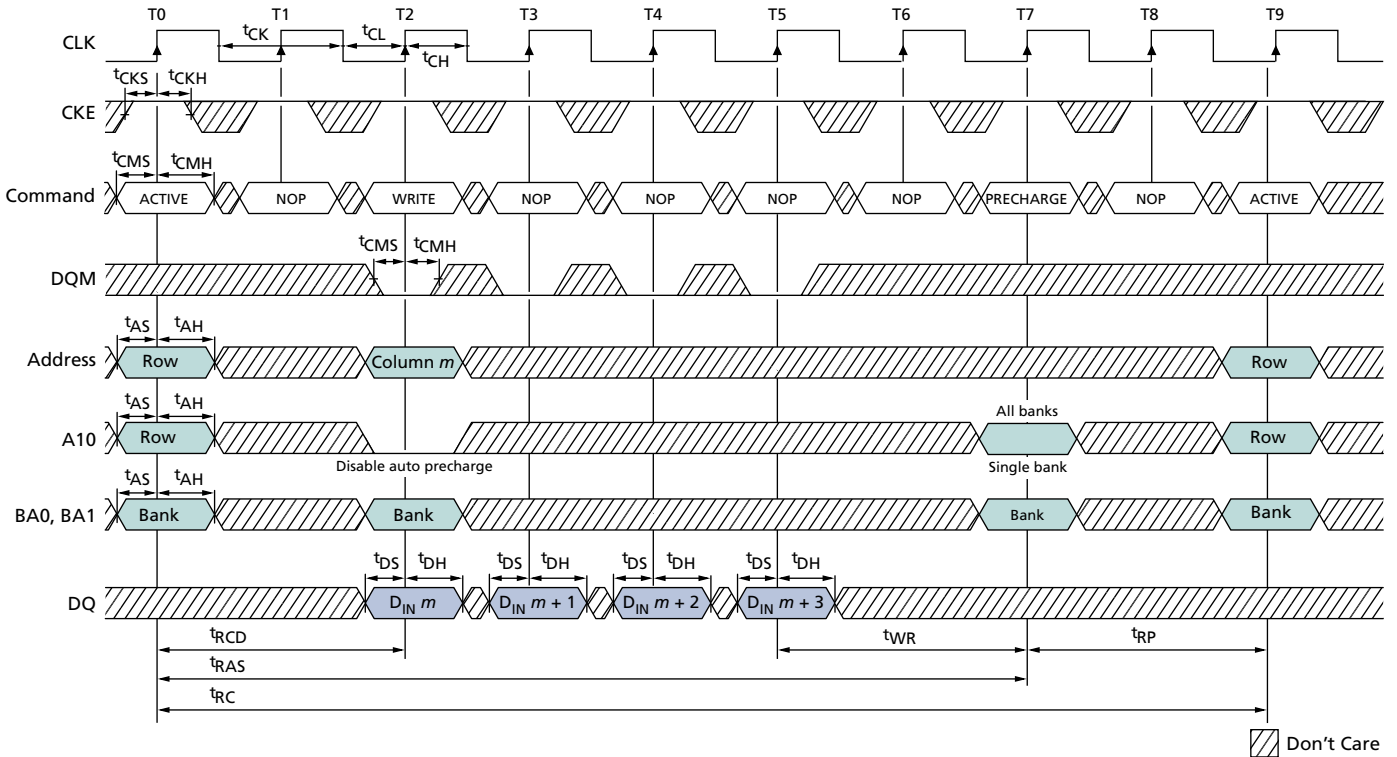 T0 T1 T2 T3 T4 T5 T6 T7 T8 T9
CLK
tCK tCL
tCH
tCKS tCKH
CKE
tCMS tCMH
Command ACTIVE NOP WRITE NOP NOP NOP NOP PRECHARGE NOP ACTIVE
tCMS tCMH
DQM
tAS tAH
Address Row Column m Row
tAS tAH All banks
A10 Row Row
Disable auto precharge Single bank
tAS tAH
BA0, BA1 Bank Bank Bank Bank
tDS tDH tDS tDH tDS tDH tDS tDH
DQ DIN m DIN m + 1 DIN m + 2 DIN m + 3
tRCD tWR tRP
tRAS
tRC
Don't Care